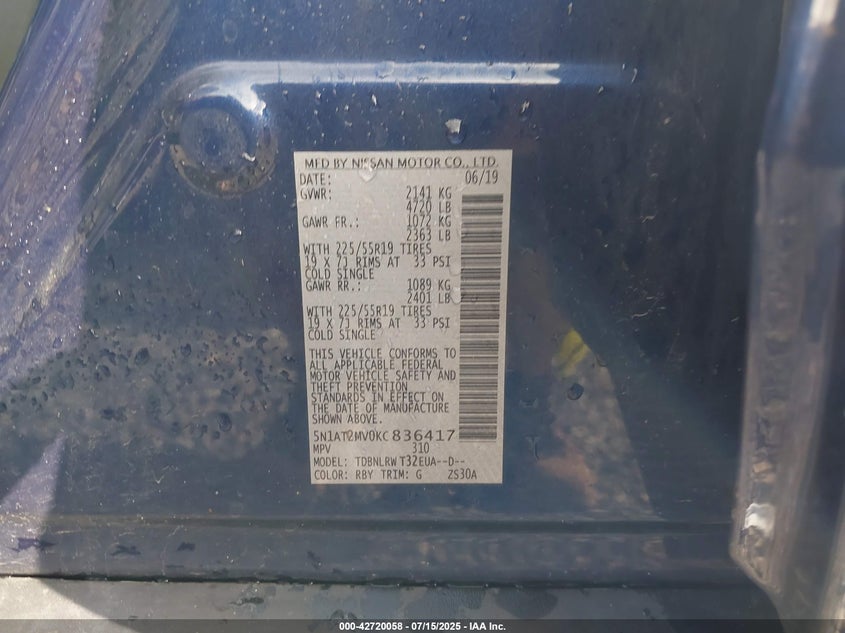 MFD BY NISSAN MOTOR CO., LTD.
DATE: 06/19
GVWR: 2141 KG
4720 LB
GAWR FR.: 1072 KG
2363 LB
WITH 225/55R19 TIRES
19 X 7J RIMS AT 33 PSI
COLD SINGLE
GAWR RR.: 1089 KG
2401 LB
WITH 225/55R19 TIRES
19 X 7J RIMS AT 33 PSI
COLD SINGLE
THIS VEHICLE CONFORMS TO
ALL APPLICABLE FEDERAL
MOTOR VEHICLE SAFETY AND
THEFT PREVENTION
STANDARDS IN EFFECT ON
THE DATE OF MANUFACTURE
SHOWN ABOVE.
5N1AT2MV0KC836417
MPV 310
MODEL: TDBNLRW T32EUA--D--
COLOR: RBY TRIM: G ZS30A
000-42720058 - 07/15/2025 - IAA Inc.